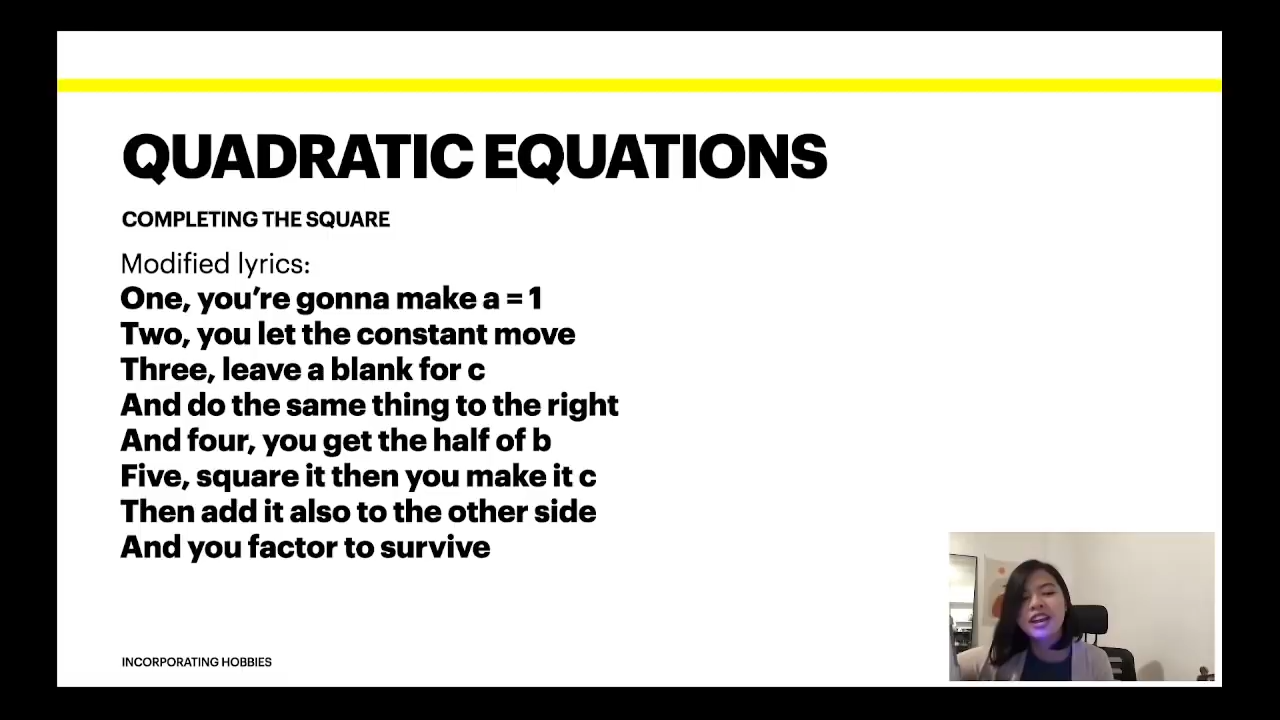 QUADRATIC EQUATIONS
COMPLETING THE SQUARE
Modified lyrics:
One, you’re gonna make a = 1
Two, you let the constant move
Three, leave a blank for c
And do the same thing to the right
And four, you get the half of b
Five, square it then you make it c
Then add it also to the other side
And you factor to survive
INCORPORATING HOBBIES